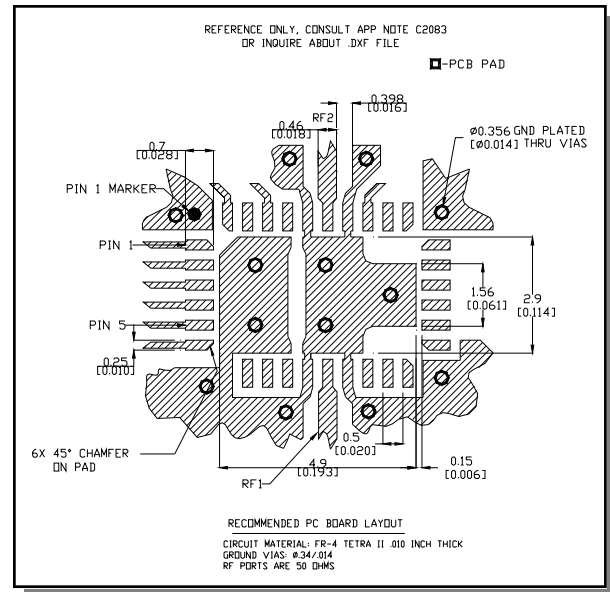 REFERENCE ONLY, CONSULT APP NOTE C2083
OR INQUIRE ABOUT .DXF FILE
-PCB PAD
0.398
[0.016]
RF2
0.46
[0.018]
Ø0.356 GND PLATED
[Ø0.014] THRU VIAS
0.7
[0.028]
PIN 1 MARKER
PIN 1
1.56
[0.061]
2.9
[0.114]
PIN 5
0.25
[0.010]
6X 45° CHAMFER
ON PAD
0.5
[0.020]
4.9
[0.193]
0.15
[0.006]
RF1
RECOMMENDED PC BOARD LAYOUT
CIRCUIT MATERIAL: FR-4 TETRA II .010 INCH THICK
GROUND VIAS: Ø.34/.014
RF PORTS ARE 50 OHMS